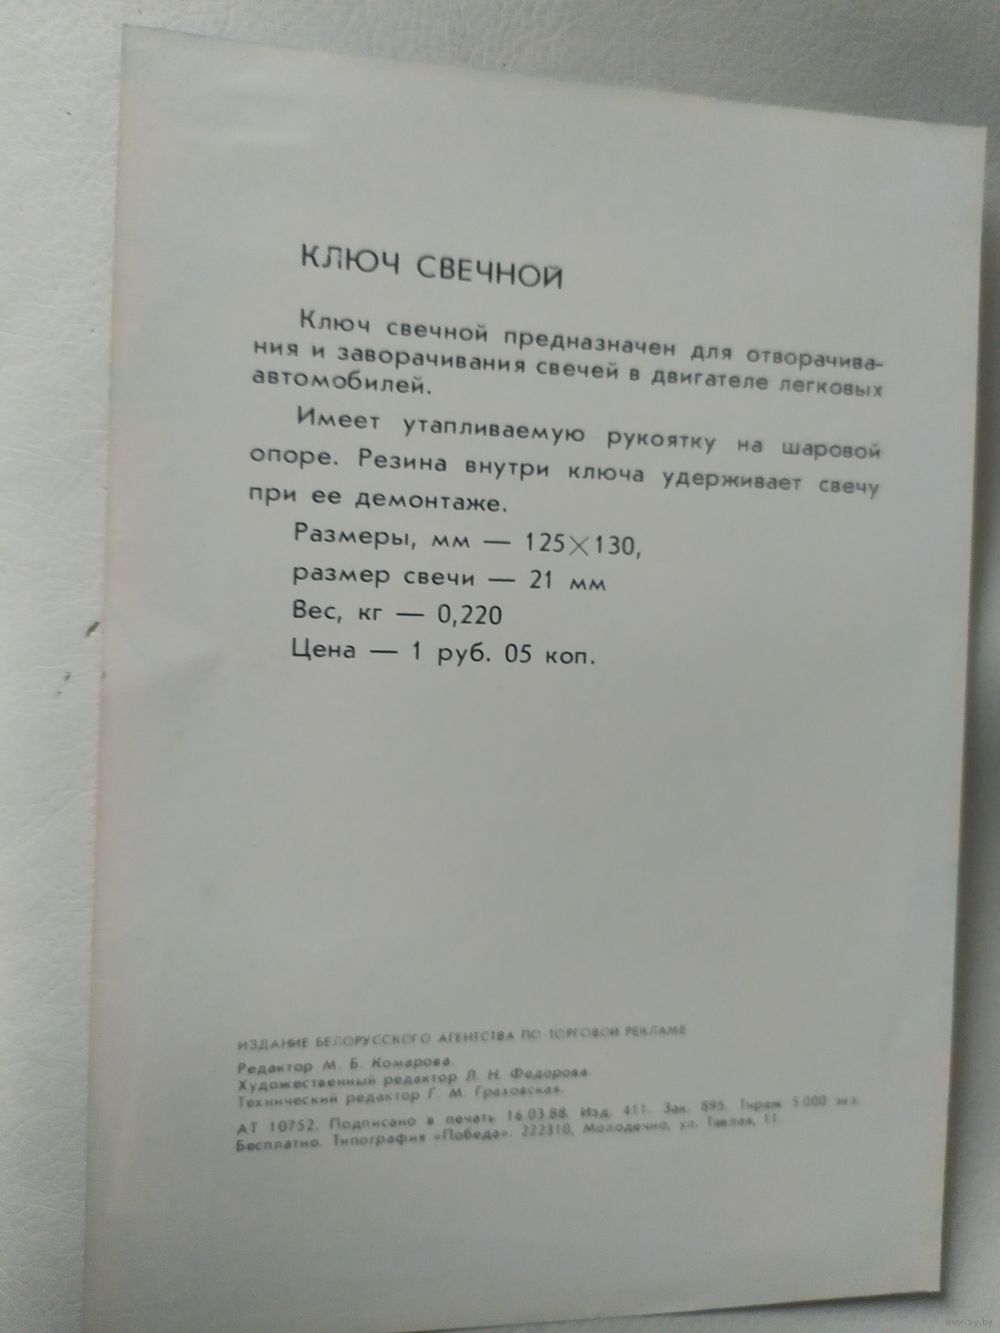 КЛЮЧ СВЕЧНОЙ
Ключ свечной предназначен для отворачива-
ния и заворачивания свечей в двигателе легковых
автомобилей.
Имеет утапливаемую рукоятку на шаровой
опоре. Резина внутри ключа удерживает свечу
при ее демонтаже.
Размеры, мм — 125×130,
размер свечи — 21 мм
Вес, кг — 0,220
Цена — 1 руб. 05 коп.
ИЗДАНИЕ БЕЛОРУССКОГО АГЕНТСТВА ПО ТОРГОВОЙ РЕКЛАМЕ
Редактор М. Б. Комарова.
Художественный редактор Л. Н. Федорова.
Технический редактор Г. М. Граховская.
АТ 10752. Подписано в печать 16.03.88. Изд. 411. Зак. 895. Тираж 5 000 экз.
Бесплатно. Типография «Победа». 222310, Молодечно, ул. Тавлая, 11.
www.ay.by